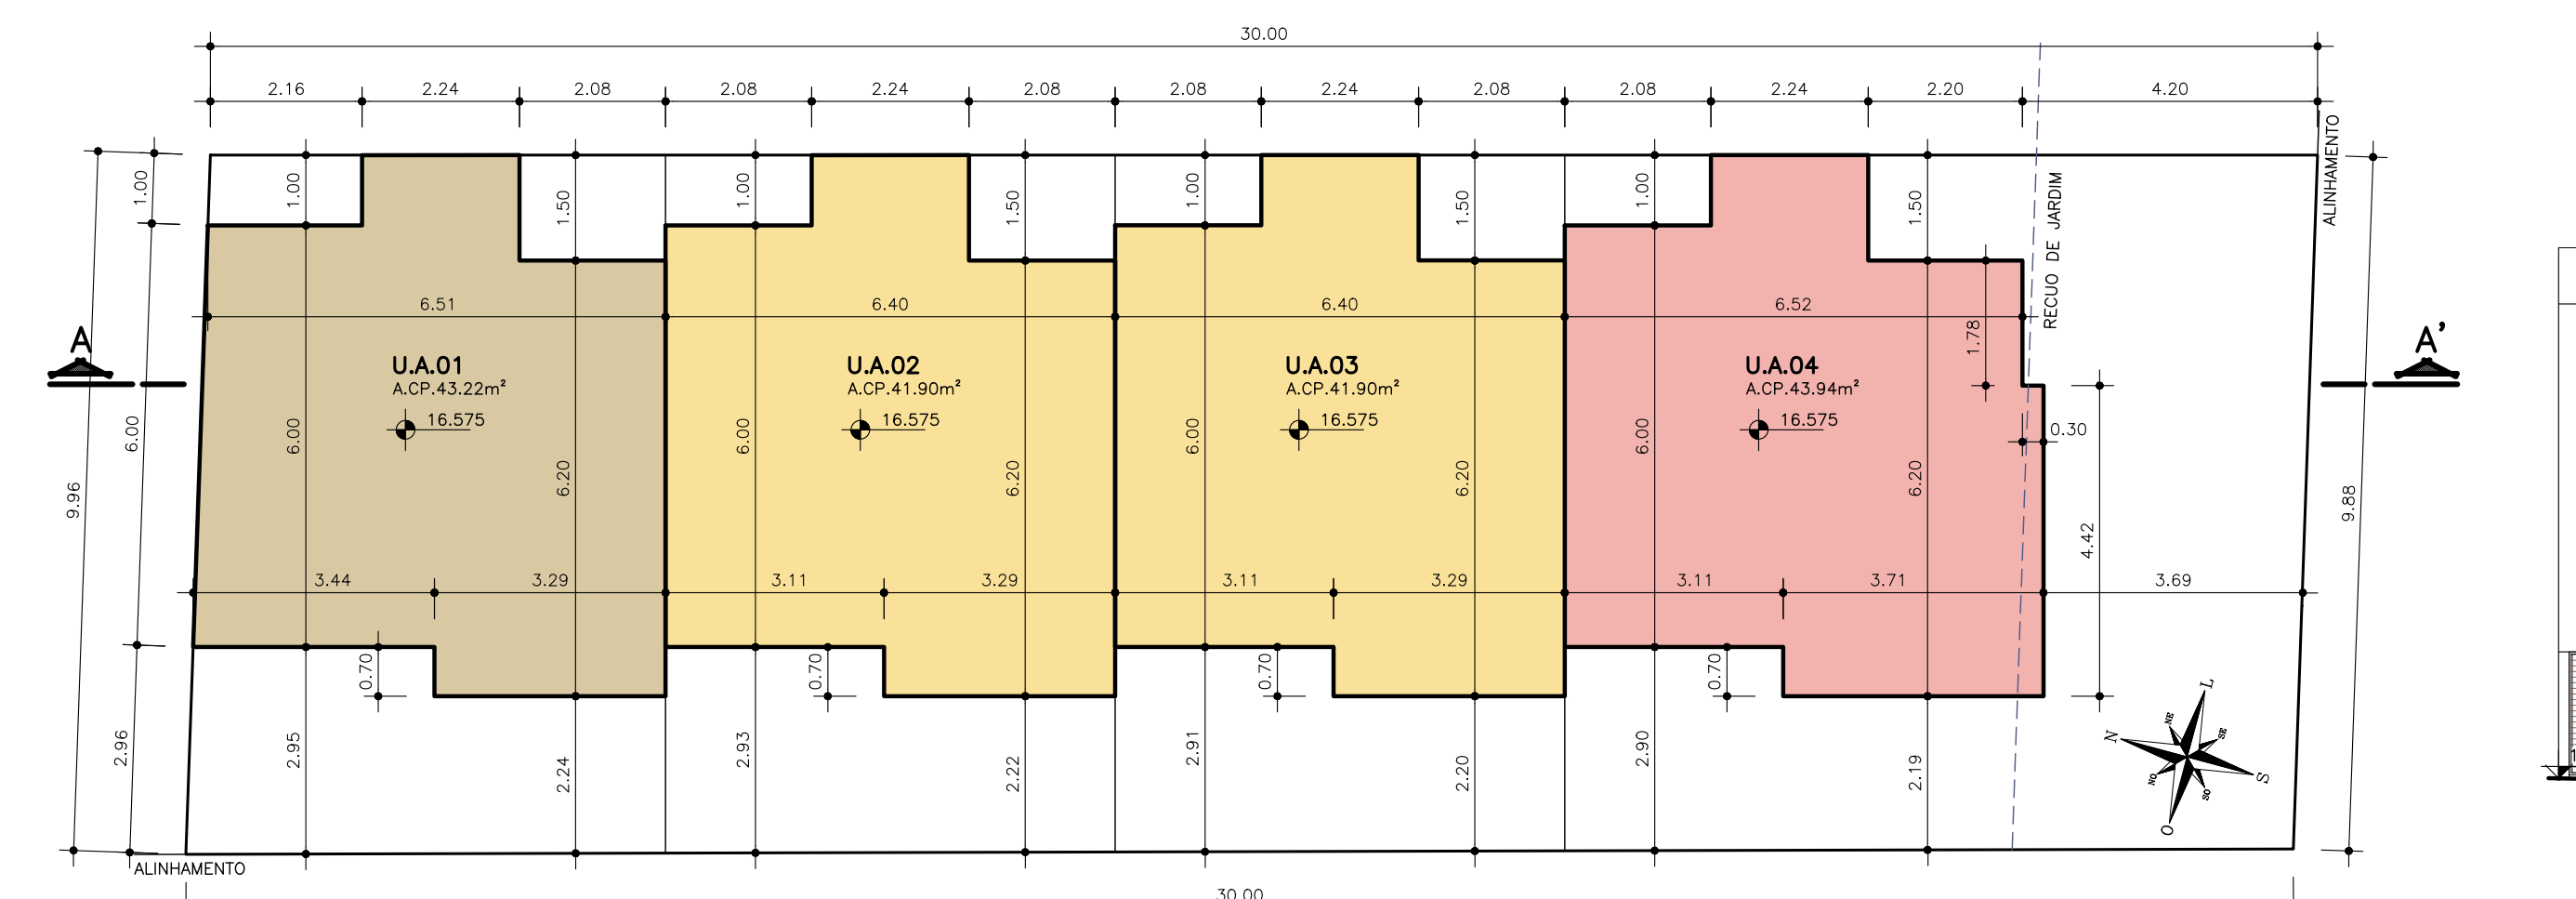 30.00
2.16 2.24 2.08 2.08 2.24 2.08 2.08 2.24 2.08 2.08 2.24 2.20 4.20
ALINHAMENTO
RECUO DE JARDIM
1.00 1.00 1.50 1.00 1.50 1.00 1.50 1.00 1.50
6.51 6.40 6.40 6.52
1.78
A A'
U.A.01 U.A.02 U.A.03 U.A.04
A.CP.43.22m² A.CP.41.90m² A.CP.41.90m² A.CP.43.94m²
16.575 16.575 16.575 16.575
0.30
6.00 6.00 6.00 6.00 6.00
6.20 6.20 6.20 6.20
9.96 9.88
4.42
3.44 3.29 3.11 3.29 3.11 3.29 3.11 3.71 3.69
0.70 0.70 0.70 0.70
2.96 2.95 2.24 2.93 2.22 2.91 2.20 2.90 2.19
L
NE
N SE
NO S
SO
O
ALINHAMENTO
30.00